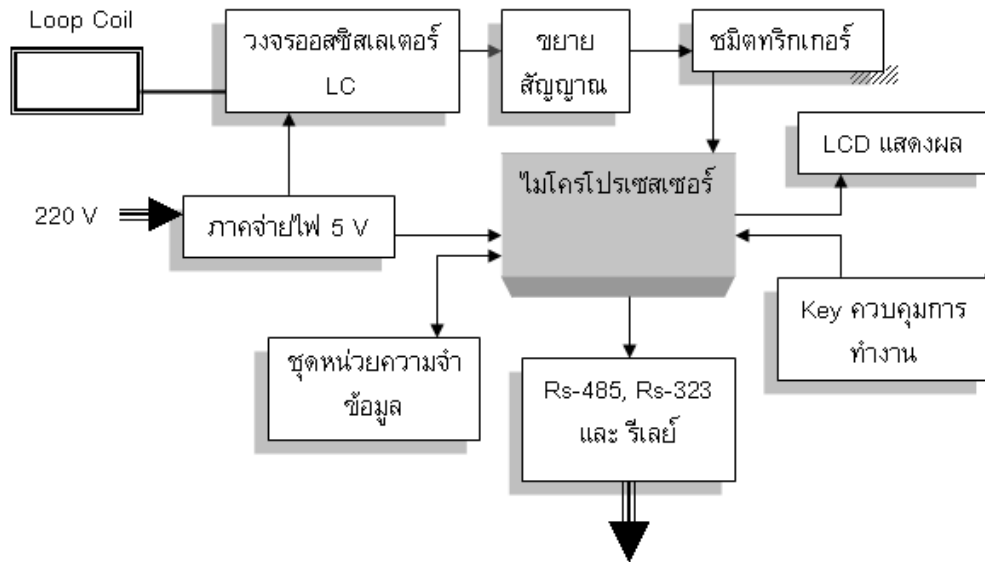 Loop Coil
วงจรออสซิสเลเตอร์
LC
ขยาย
สัญญาณ
ชมิตทริกเกอร์
LCD แสดงผล
ไมโครโปรเซสเซอร์
220 V
ภาคจ่ายไฟ 5 V
Key ควบคุมการ
ทำงาน
ชุดหน่วยความจำ
ข้อมูล
Rs-485, Rs-323
และ รีเลย์